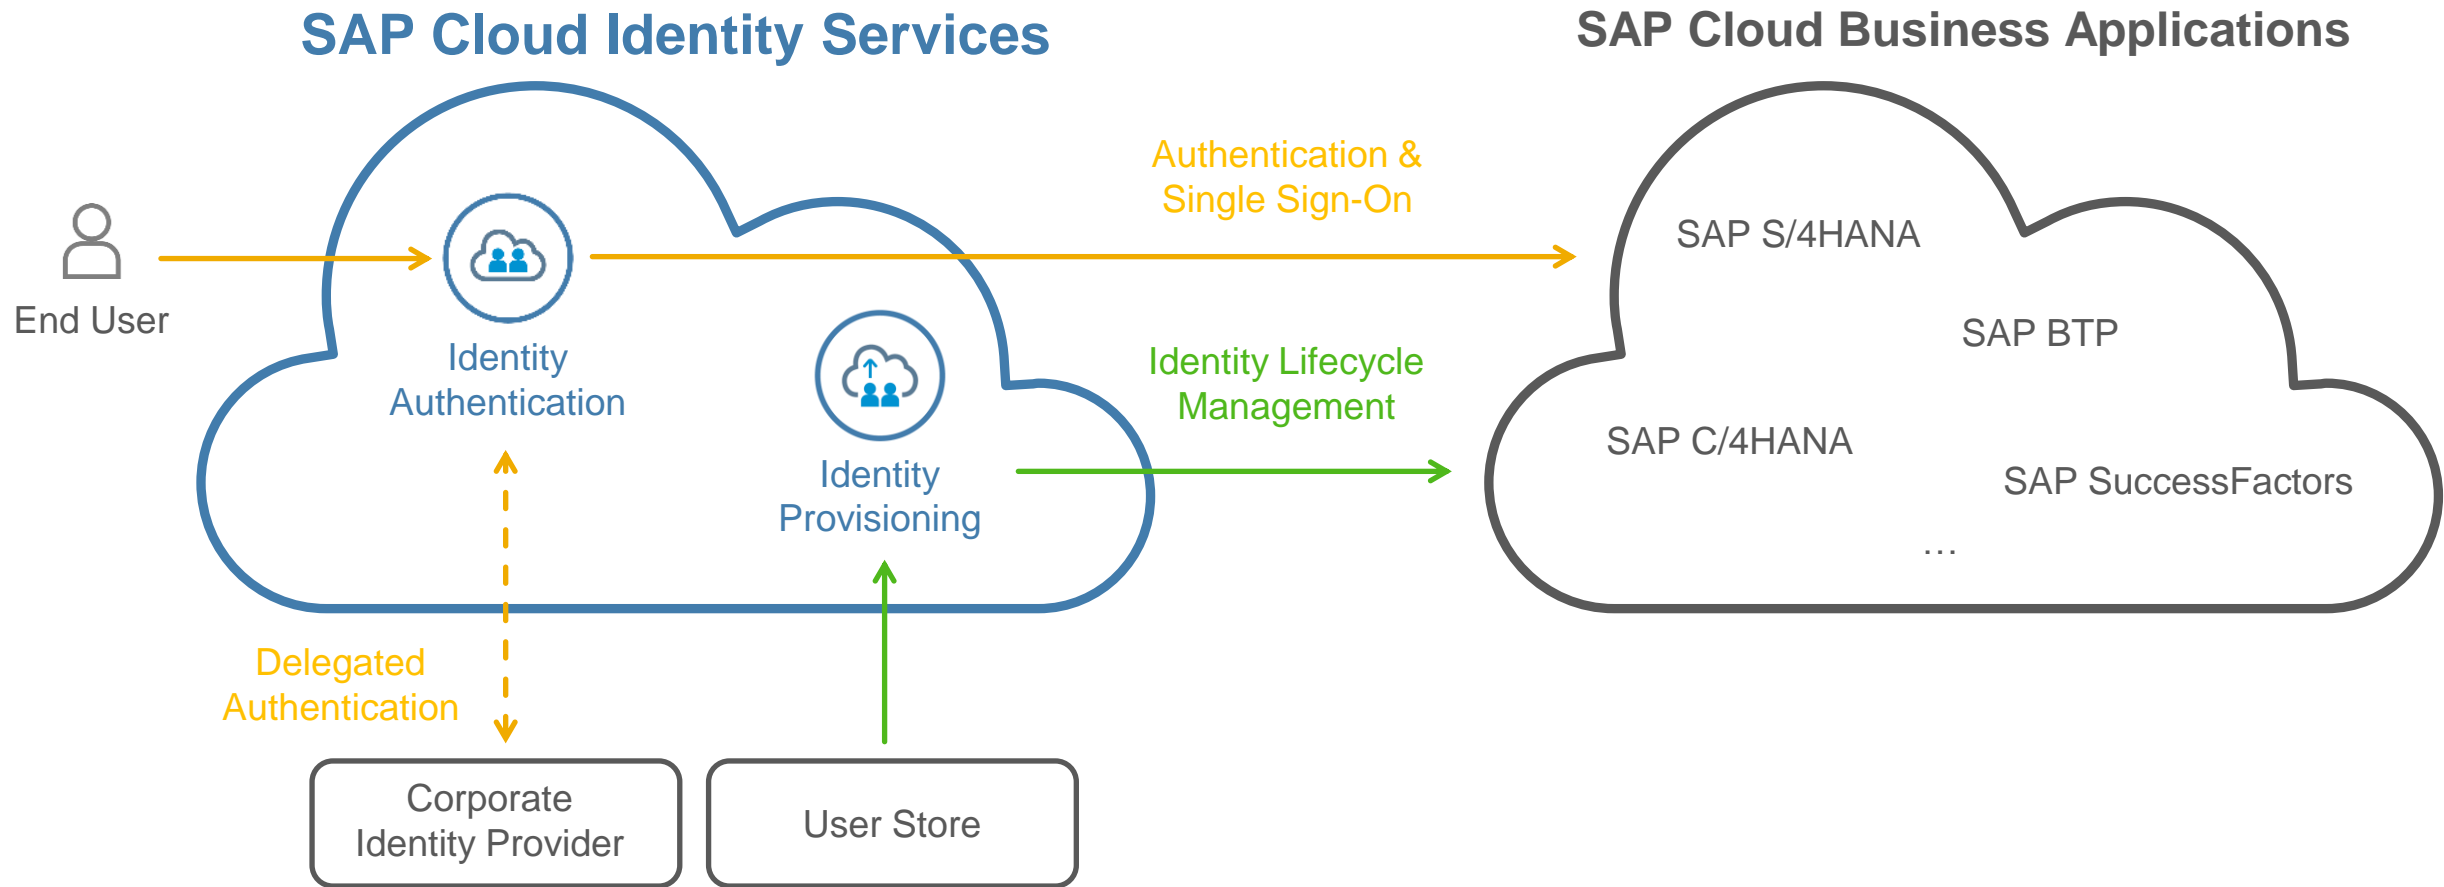 SAP Cloud Identity Services
SAP Cloud Business Applications
Authentication &
Single Sign-On
End User
Identity
Authentication
Identity
Provisioning
Identity Lifecycle
Management
SAP S/4HANA
SAP BTP
SAP C/4HANA
SAP SuccessFactors
...
Delegated
Authentication
Corporate
Identity Provider
User Store